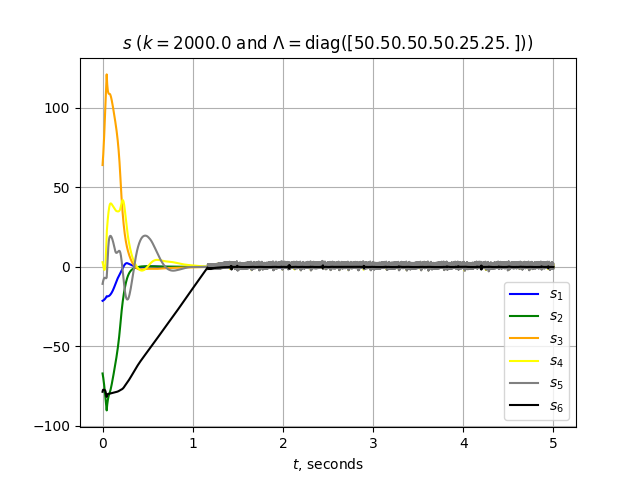 s (k = 2000.0 and Λ = diag([50.50.50.50.25.25. ]))
100
50
0
−50
−100
0 1 2 3 4 5
t, seconds
s₁
s₂
s₃
s₄
s₅
s₆